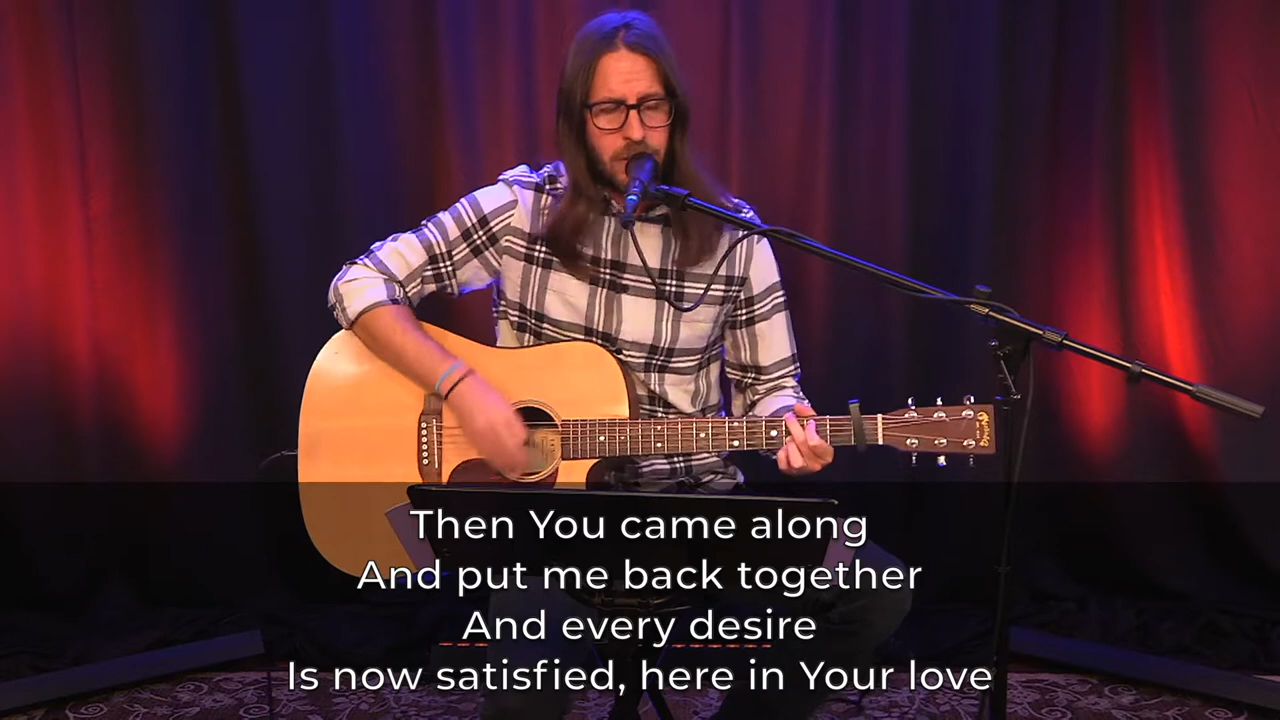 Then You came along
And put me back together
And every desire
Is now satisfied, here in Your love